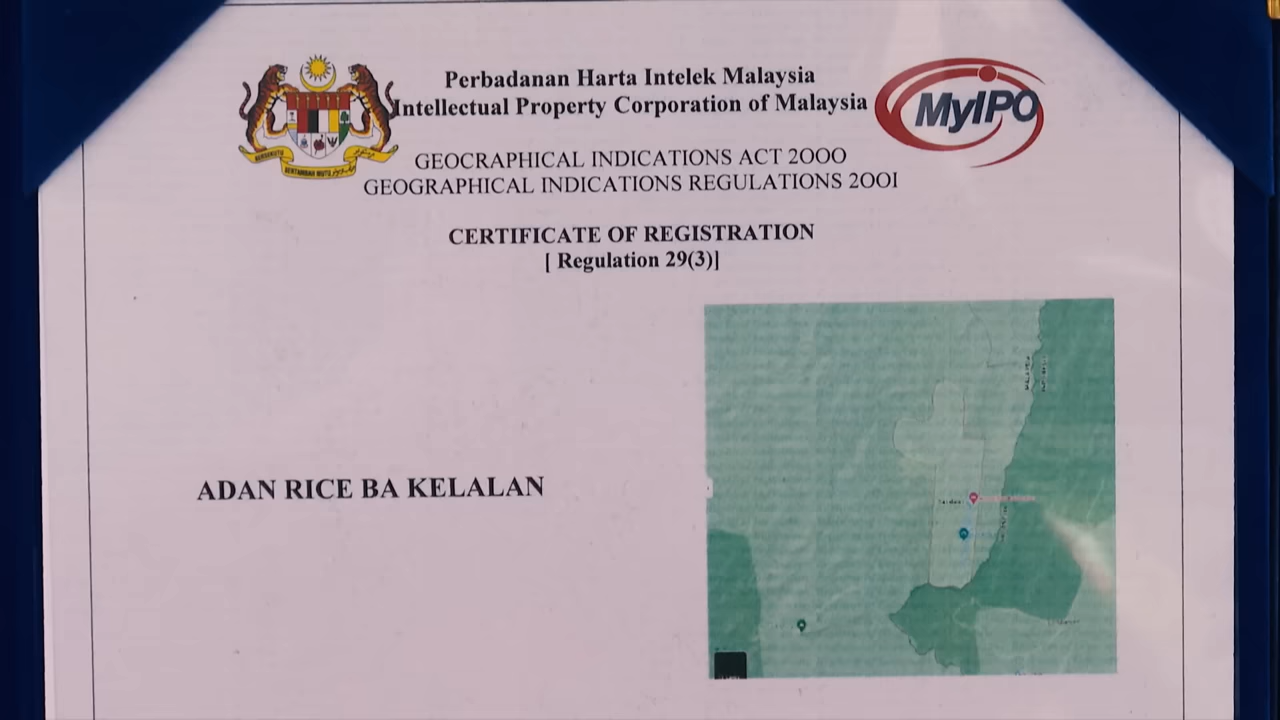 Perbadanan Harta Intelek Malaysia
Intellectual Property Corporation of Malaysia
MyIPO
GEOGRAPHICAL INDICATIONS ACT 2000
GEOGRAPHICAL INDICATIONS REGULATIONS 2001
CERTIFICATE OF REGISTRATION
[ Regulation 29(3)]
ADAN RICE BA KELALAN